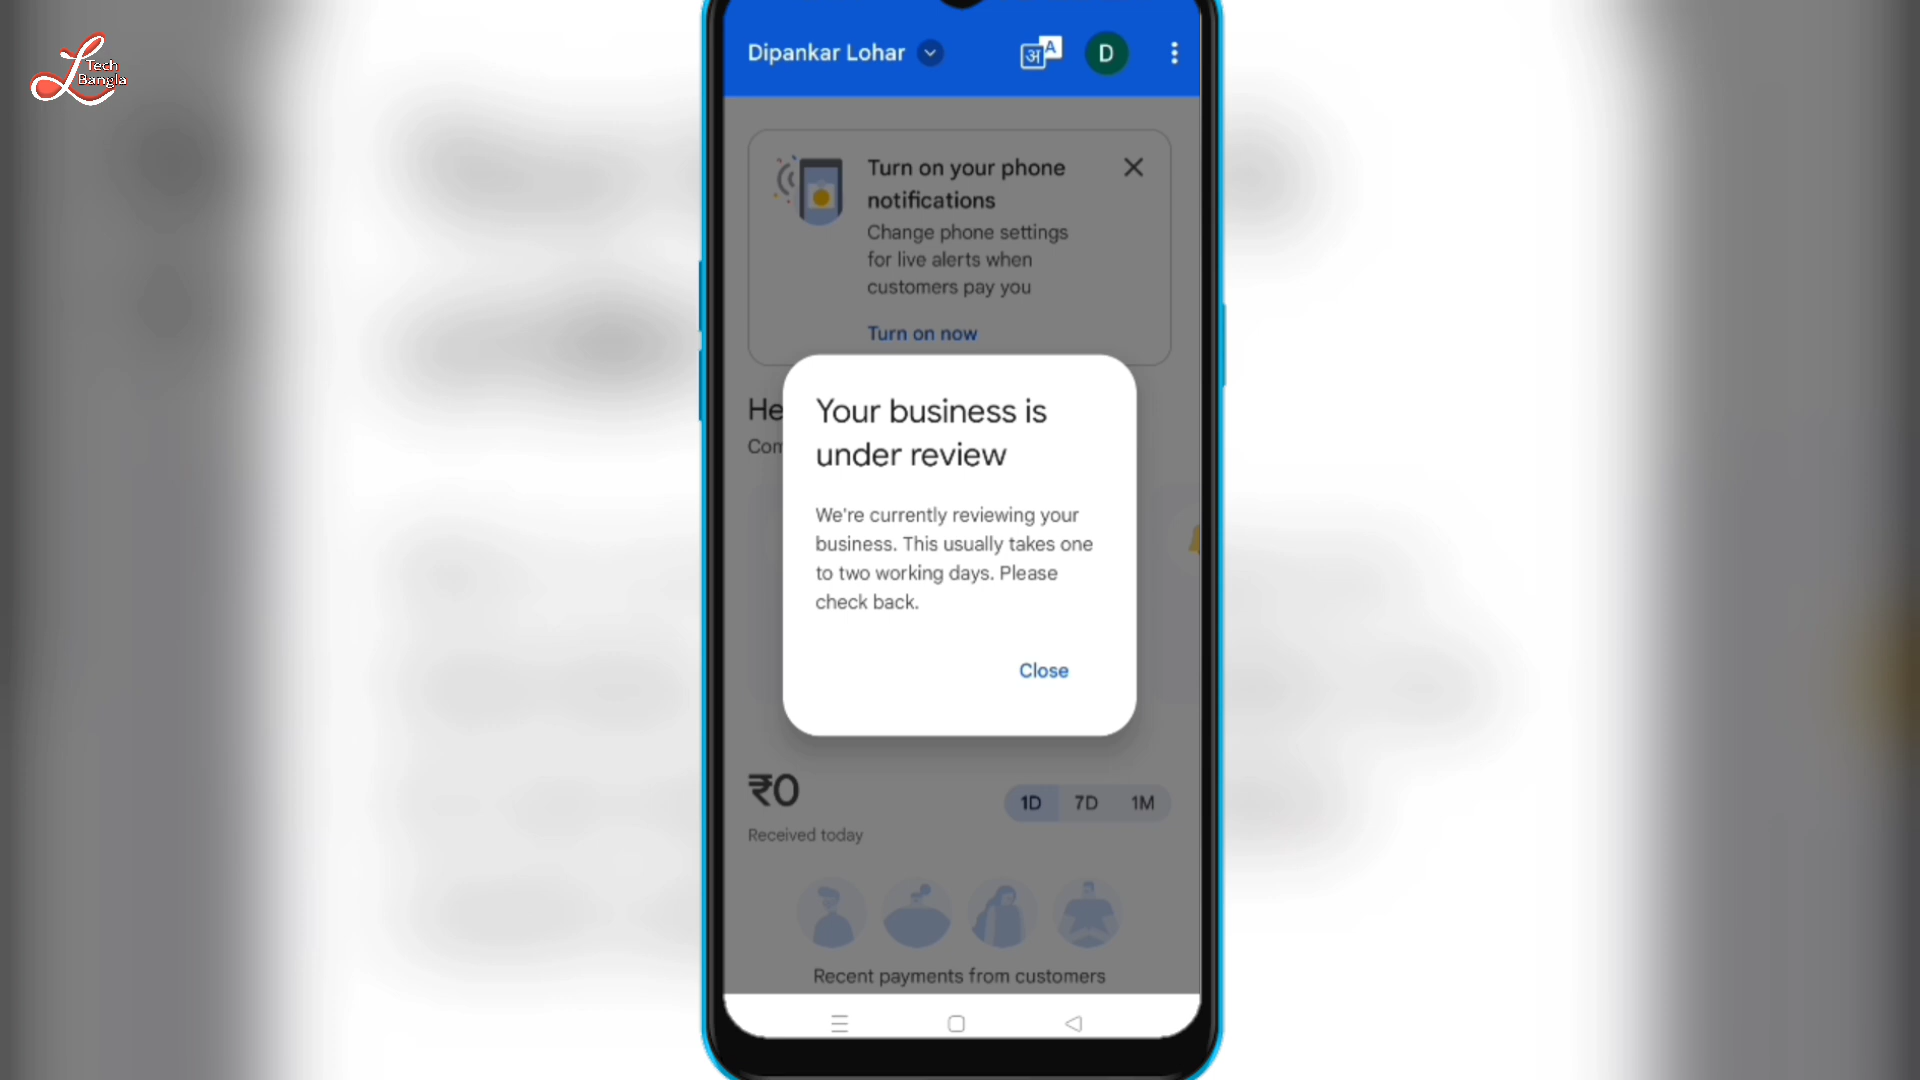 Tech
Bangla
Dipankar Lohar
अ A
D
Turn on your phone
notifications
Change phone settings
for live alerts when
customers pay you
Turn on now
He
Com
Your business is
under review
We're currently reviewing your
business. This usually takes one
to two working days. Please
check back.
Close
₹0
1D 7D 1M
Received today
Recent payments from customers